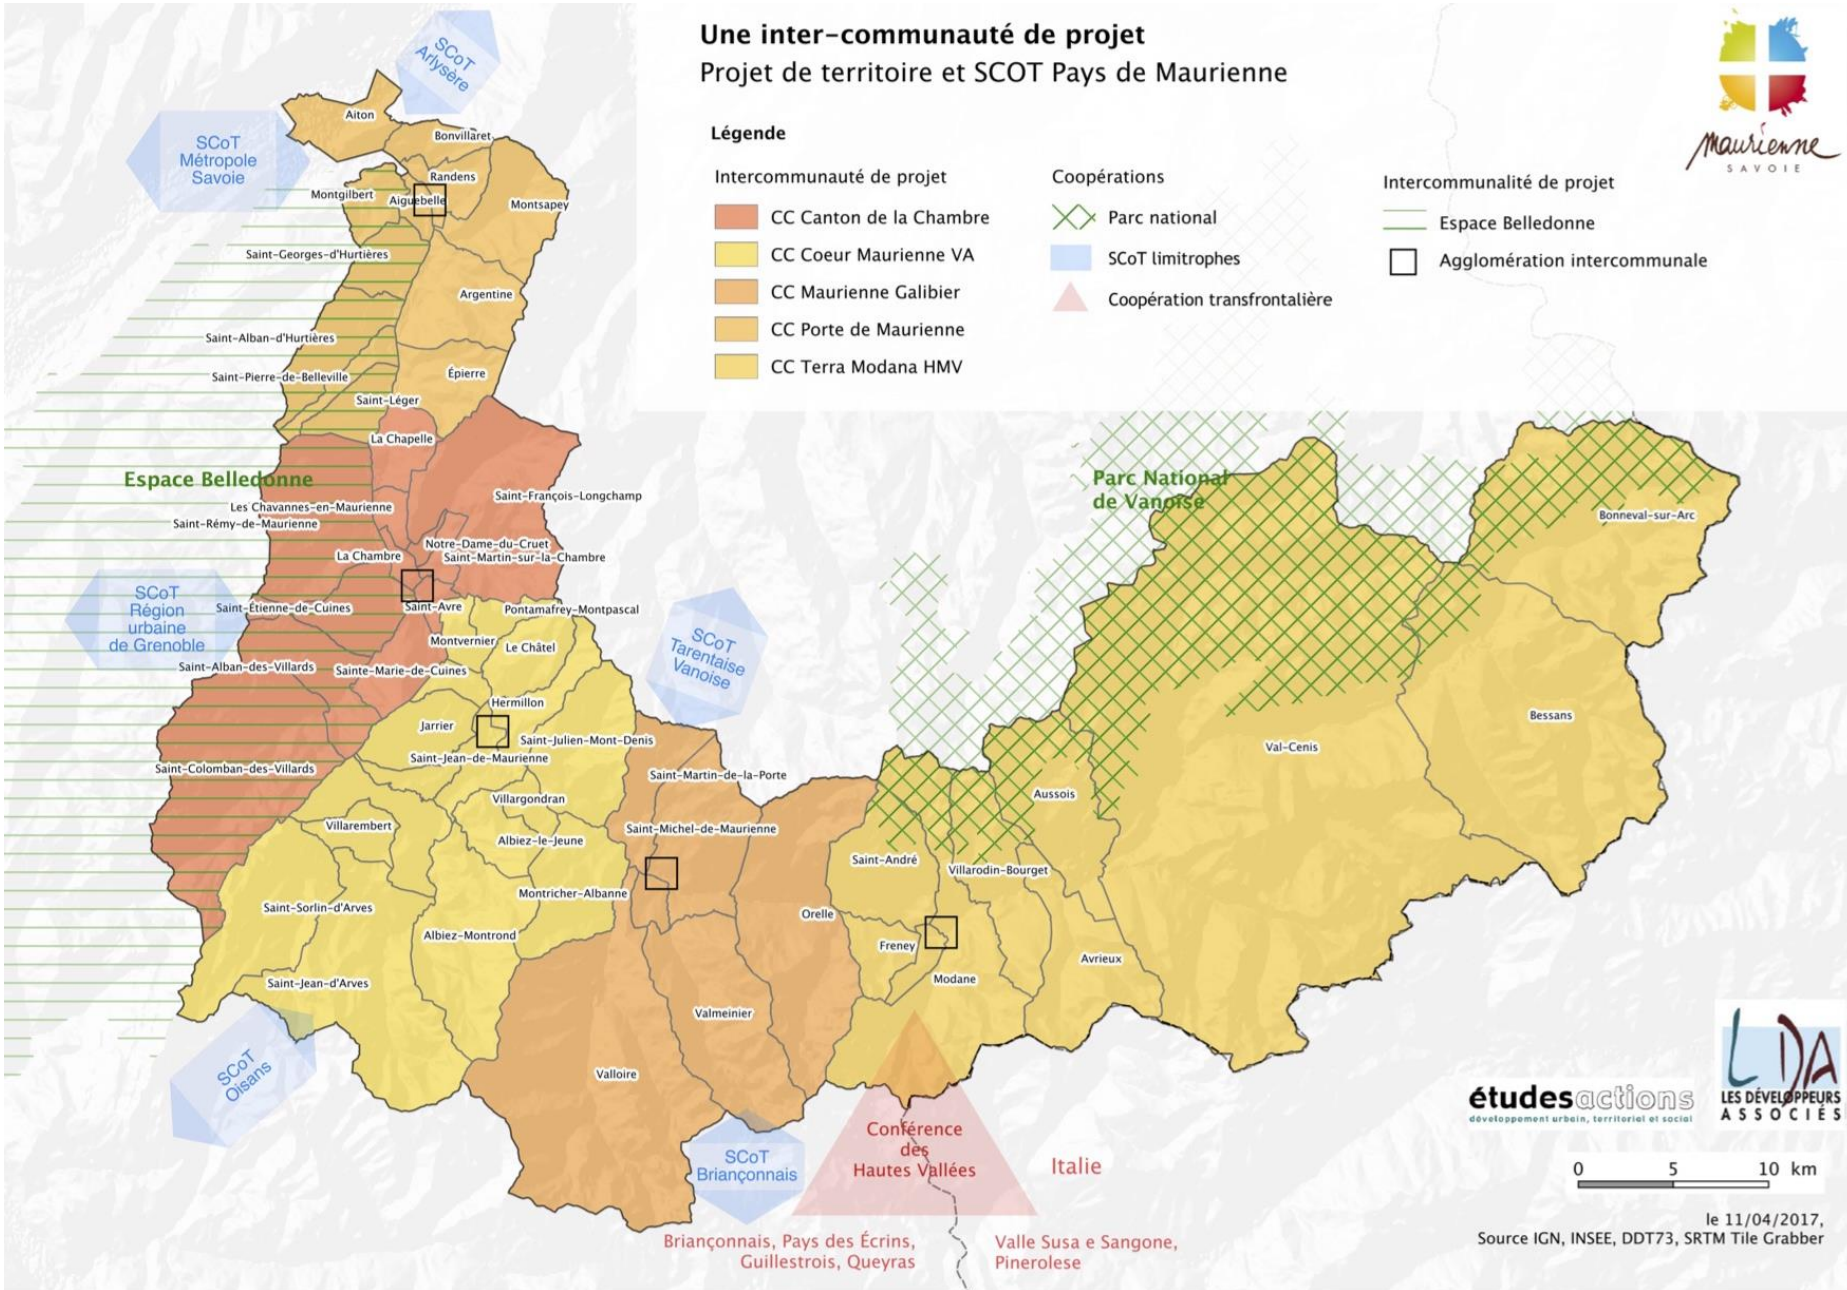 Une inter-communauté de projet
Projet de territoire et SCOT Pays de Maurienne
Maurienne
SAVOIE
Légende
Intercommunauté de projet
CC Canton de la Chambre
CC Coeur Maurienne VA
CC Maurienne Galibier
CC Porte de Maurienne
CC Terra Modana HMV
Coopérations
Parc national
SCoT limitrophes
Coopération transfrontalière
Intercommunalité de projet
Espace Belledonne
Agglomération intercommunale
SCoT
Arlysère
SCoT
Métropole
Savoie
Aiton
Bonvillaret
Randens
Montgilbert
Aiguebelle
Montsapey
Saint-Georges-d'Hurtières
Argentine
Saint-Alban-d'Hurtières
Saint-Pierre-de-Belleville
Épierre
Saint-Léger
La Chapelle
Espace Belledonne
Saint-François-Longchamp
Les Chavannes-en-Maurienne
Saint-Rémy-de-Maurienne
Notre-Dame-du-Cruet
La Chambre
Saint-Martin-sur-la-Chambre
SCoT
Région
urbaine
de Grenoble
Saint-Étienne-de-Cuines
Saint-Avre
Pontamafrey-Montpascal
Montvernier
Le Châtel
Saint-Alban-des-Villards
Sainte-Marie-de-Cuines
SCoT
Tarentaise
Vanoise
Hermillon
Jarrier
Saint-Julien-Mont-Denis
Saint-Jean-de-Maurienne
Saint-Colomban-des-Villards
Saint-Martin-de-la-Porte
Villargondran
Villarembert
Saint-Michel-de-Maurienne
Albiez-le-Jeune
Montricher-Albanne
Saint-Sorlin-d'Arves
Albiez-Montrond
Orelle
Saint-Jean-d'Arves
Valmeinier
Valloire
SCoT
Oisans
SCoT
Briançonnais
Parc National
de Vanoise
Bonneval-sur-Arc
Bessans
Val-Cenis
Aussois
Saint-André
Villarodin-Bourget
Freney
Modane
Avrieux
Conférence
des
Hautes Vallées
Italie
Briançonnais, Pays des Écrins,
Guillestrois, Queyras
Valle Susa e Sangone,
Pinerolese
étudesactions
développement urbain, territorial et social
LDA
LES DÉVELOPPEURS
ASSOCIÉS
0 5 10 km
le 11/04/2017,
Source IGN, INSEE, DDT73, SRTM Tile Grabber